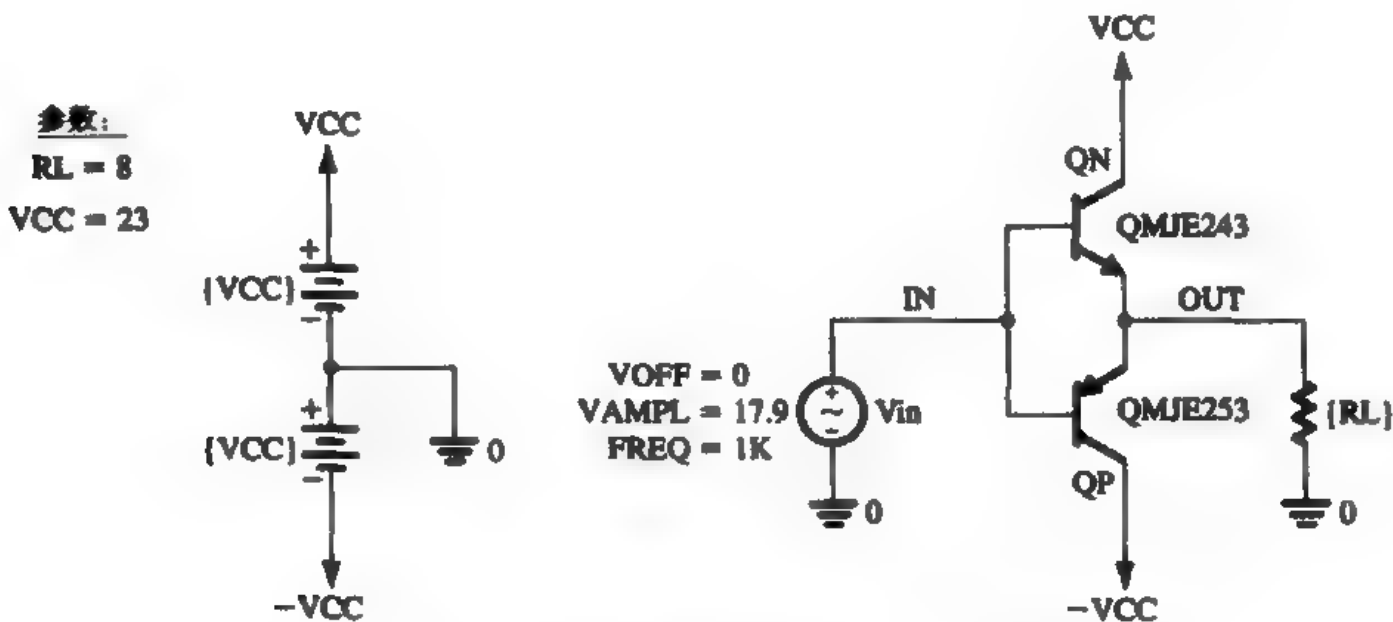 参数:
RL = 8
VCC = 23
VCC
+
{VCC}
−
+
{VCC}
−
0
−VCC
VCC
QN
QMJE243
IN
OUT
VOFF = 0
VAMPL = 17.9
FREQ = 1K
+
~
-
Vin
0
QMJE253
QP
{RL}
0
−VCC